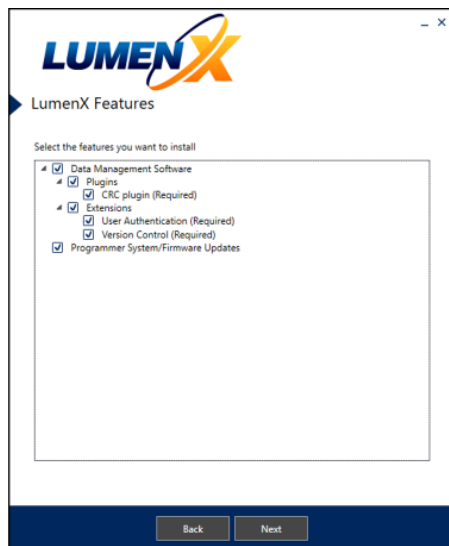 LUMENX
LumenX Features
Select the features you want to install
Data Management Software
Plugins
CRC plugin (Required)
Extensions
User Authentication (Required)
Version Control (Required)
Programmer System/Firmware Updates
Back Next